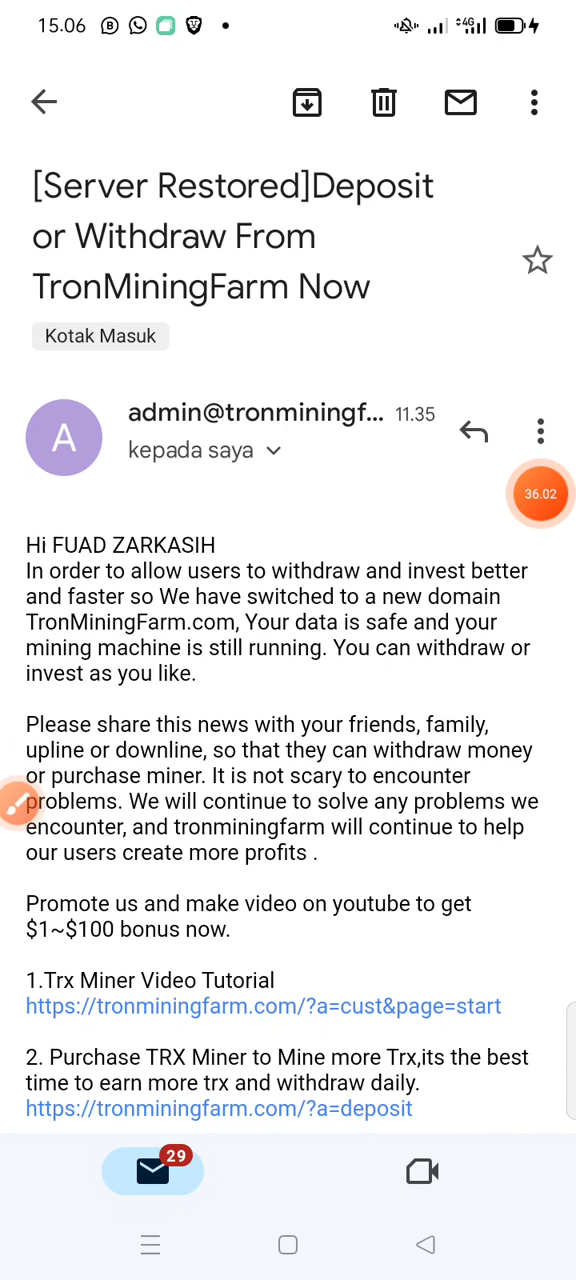 15.06
4G
[Server Restored]Deposit
or Withdraw From
TronMiningFarm Now
Kotak Masuk
A
admin@tronminingf... 11.35
kepada saya
36.02
Hi FUAD ZARKASIH
In order to allow users to withdraw and invest better
and faster so We have switched to a new domain
TronMiningFarm.com, Your data is safe and your
mining machine is still running. You can withdraw or
invest as you like.
Please share this news with your friends, family,
upline or downline, so that they can withdraw money
or purchase miner. It is not scary to encounter
problems. We will continue to solve any problems we
encounter, and tronminingfarm will continue to help
our users create more profits .
Promote us and make video on youtube to get
$1~$100 bonus now.
1.Trx Miner Video Tutorial
https://tronminingfarm.com/?a=cust&page=start
2. Purchase TRX Miner to Mine more Trx,its the best
time to earn more trx and withdraw daily.
https://tronminingfarm.com/?a=deposit
29